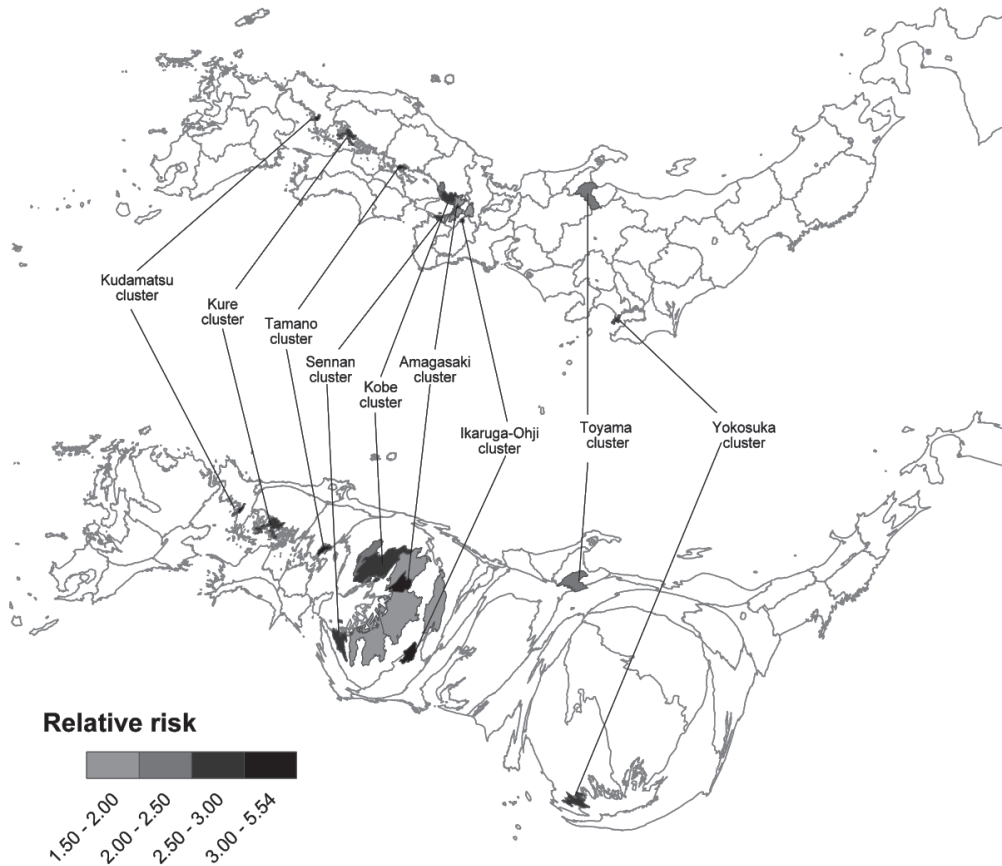 Kudamatsu
cluster
Kure
cluster
Tamano
cluster
Sennan
cluster
Kobe
cluster
Amagasaki
cluster
Ikaruga-Ohji
cluster
Toyama
cluster
Yokosuka
cluster
Relative risk
1.50 - 2.00
2.00 - 2.50
2.50 - 3.00
3.00 - 5.54